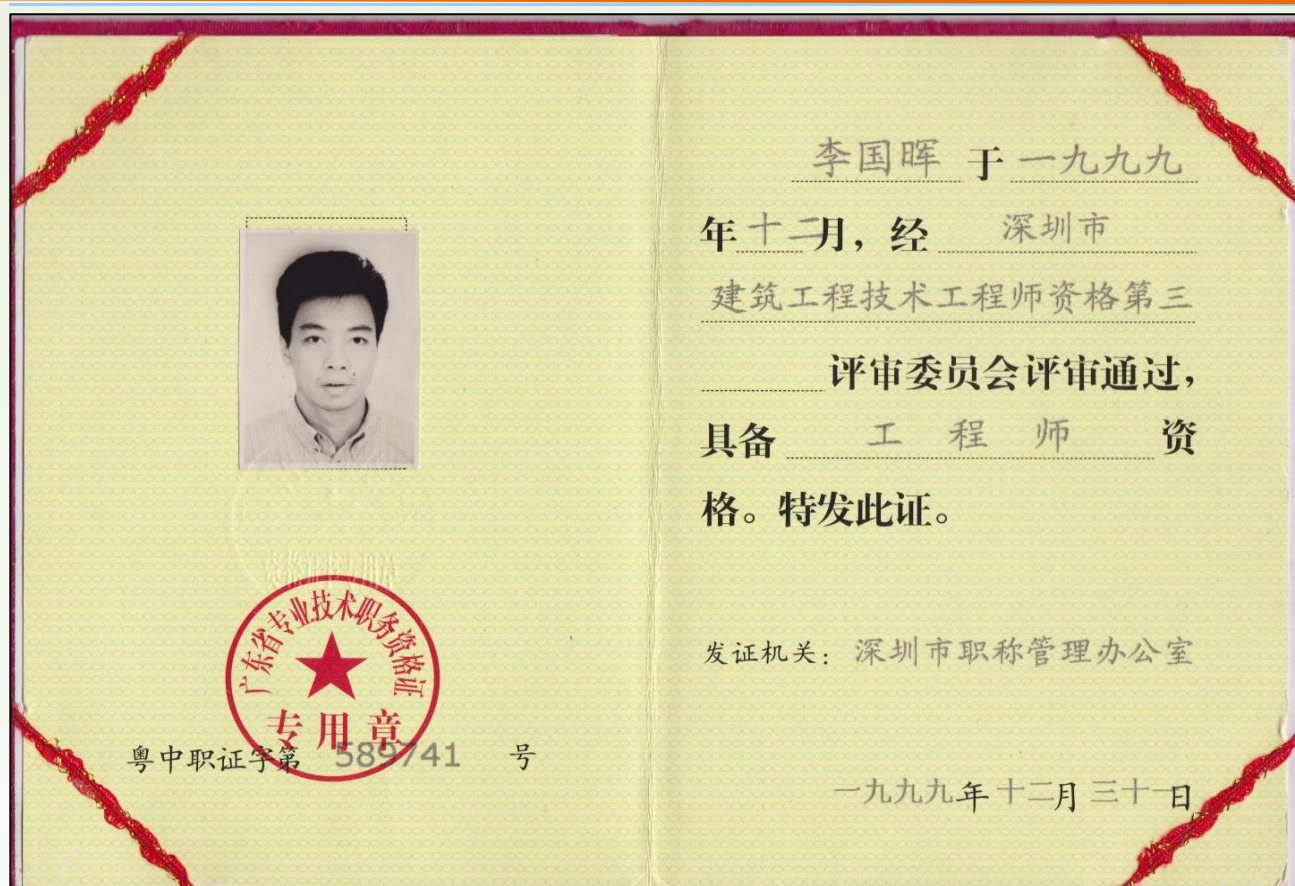 广东省专业技术职务资格证
专用章
粤中职证字第 589741 号
李国晖 于 一九九九
年十二月，经 深圳市
建筑工程技术工程师资格第三
评审委员会评审通过，
具备 工程师 资
格。特发此证。
发证机关：深圳市职称管理办公室
一九九九年十二月三十一日